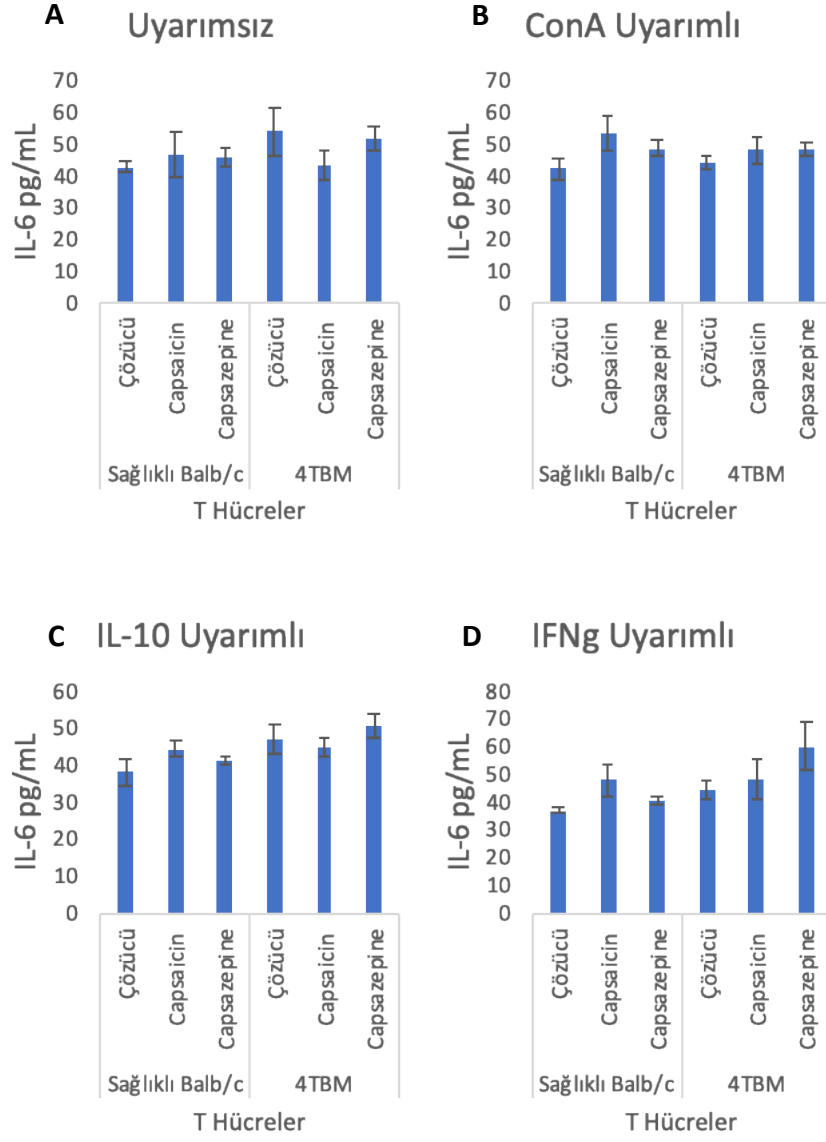 A Uyarımsız
IL-6 pg/mL
70
60
50
40
30
20
10
0
Çözücü
Capsaicin
Capsazepine
Çözücü
Capsaicin
Capsazepine
Sağlıklı Balb/c
4TBM
T Hücreler
B ConA Uyarımlı
IL-6 pg/mL
70
60
50
40
30
20
10
0
Çözücü
Capsaicin
Capsazepine
Çözücü
Capsaicin
Capsazepine
Sağlıklı Balb/c
4TBM
T Hücreler
C IL-10 Uyarımlı
IL-6 pg/mL
60
50
40
30
20
10
0
Çözücü
Capsaicin
Capsazepine
Çözücü
Capsaicin
Capsazepine
Sağlıklı Balb/c
4TBM
T Hücreler
D IFNg Uyarımlı
IL-6 pg/mL
80
70
60
50
40
30
20
10
0
Çözücü
Capsaicin
Capsazepine
Çözücü
Capsaicin
Capsazepine
Sağlıklı Balb/c
4TBM
T Hücreler